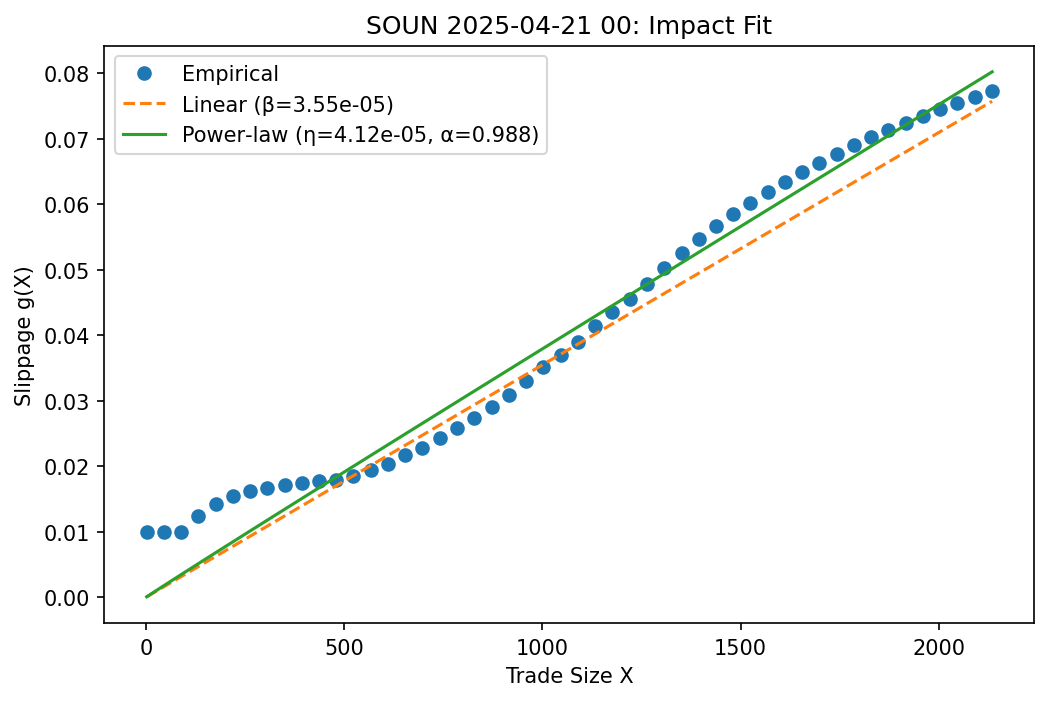 SOUN 2025-04-21 00: Impact Fit
Empirical
Linear (β=3.55e-05)
Power-law (η=4.12e-05, α=0.988)
Slippage g(X)
0.08
0.07
0.06
0.05
0.04
0.03
0.02
0.01
0.00
0 500 1000 1500 2000
Trade Size X